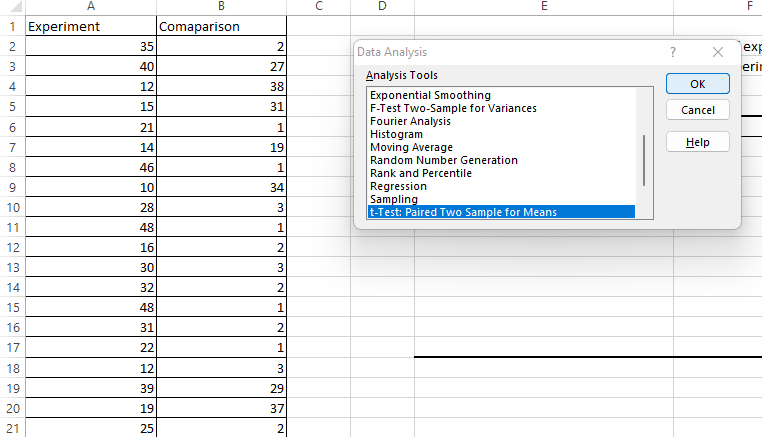 A B C D E F
1 Experiment Comaparison
2 35 2
3 40 27
4 12 38
5 15 31
6 21 1
7 14 19
8 46 1
9 10 34
10 28 3
11 48 1
12 16 2
13 30 3
14 32 2
15 48 1
16 31 2
17 22 1
18 12 3
19 39 29
20 19 37
21 25 2
Data Analysis ? ×
Analysis Tools
Exponential Smoothing
F-Test Two-Sample for Variances
Fourier Analysis
Histogram
Moving Average
Random Number Generation
Rank and Percentile
Regression
Sampling
t-Test: Paired Two Sample for Means
OK
Cancel
Help